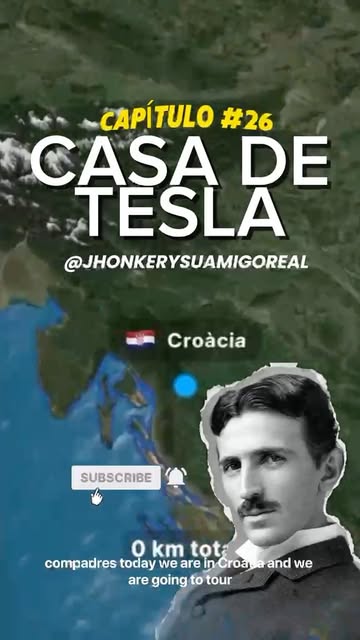 CAPÍTULO #26
CASA DE
TESLA
@JHONKERYSUAMIGOREAL
Croàcia
SUBSCRIBE
0 km tota
compadres today we are in Croatia and we
are going to tour